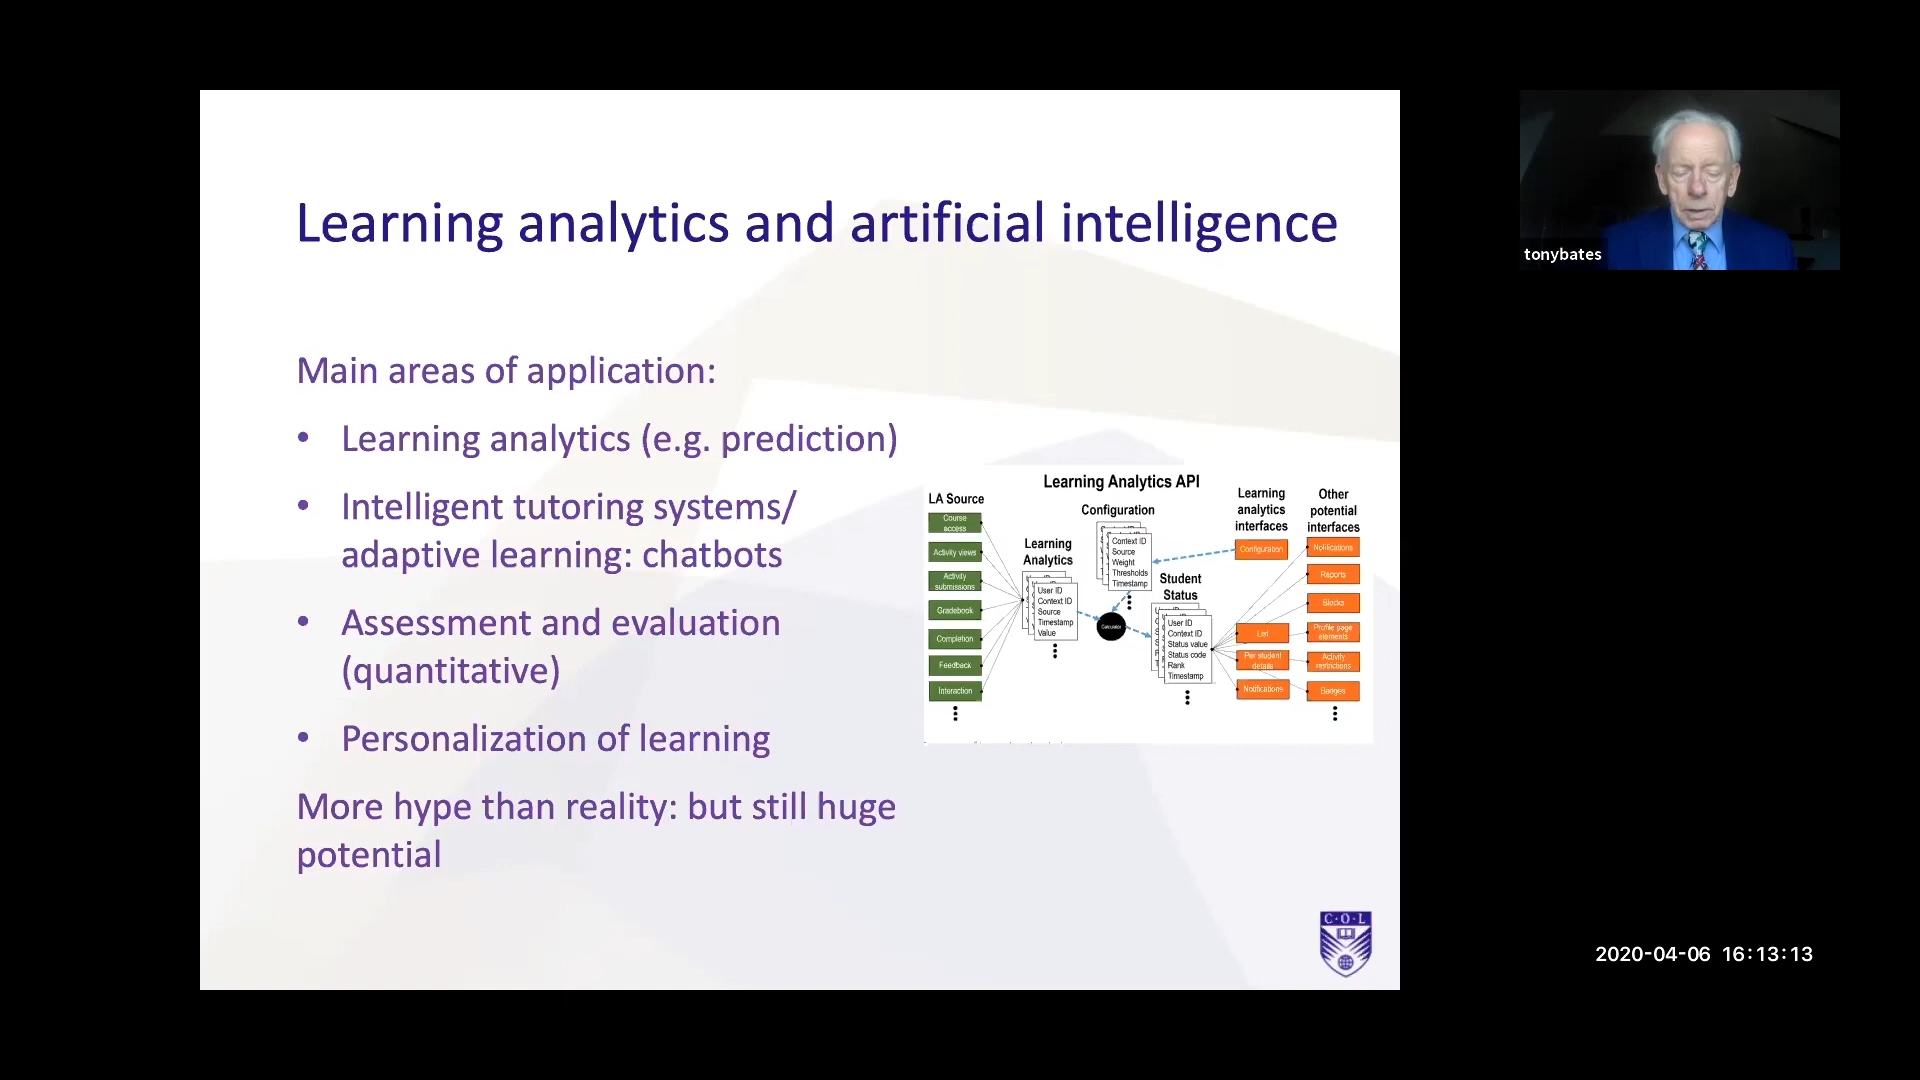 Learning analytics and artificial intelligence
Main areas of application:
• Learning analytics (e.g. prediction)
• Intelligent tutoring systems/
adaptive learning: chatbots
• Assessment and evaluation
(quantitative)
• Personalization of learning
More hype than reality: but still huge
potential
Learning Analytics API
LA Source
Course
access
Activity views
Activity
submissions
Gradebook
Completion
Feedback
Interaction
Learning
Analytics
User ID
Context ID
Source
Timestamp
Value
Configuration
Context ID
Source
Weight
Thresholds
Timestamp
Calculator
Student
Status
User ID
Context ID
Status value
Status code
Rank
Timestamp
Learning
analytics
interfaces
Configuration
List
Per student
details
Notifications
Other
potential
interfaces
Notifications
Reports
Blocks
Profile page
elements
Activity
restrictions
Badges
C·O·L
tonybates
2020-04-06 16:13:13